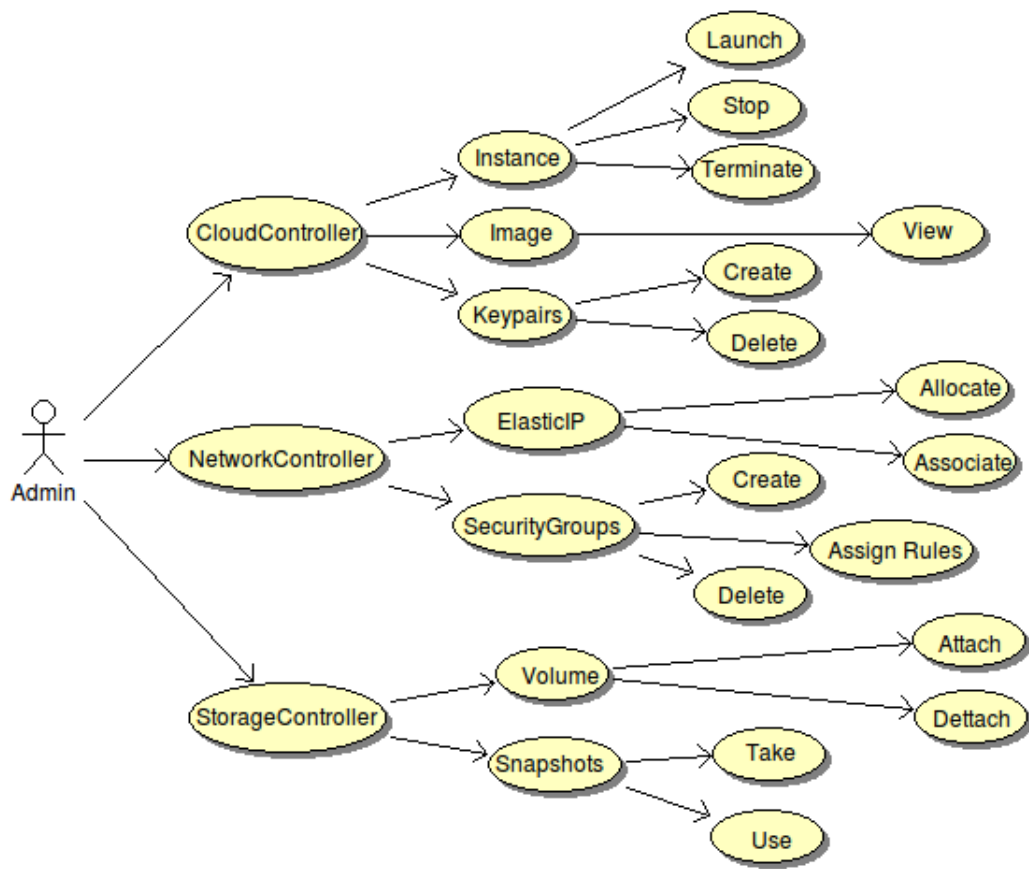 Launch
Stop
Instance
Terminate
CloudController
Image
View
Create
Keypairs
Delete
Allocate
ElasticIP
NetworkController
Associate
Create
Admin
SecurityGroups
Assign Rules
Delete
Attach
Volume
StorageController
Dettach
Take
Snapshots
Use